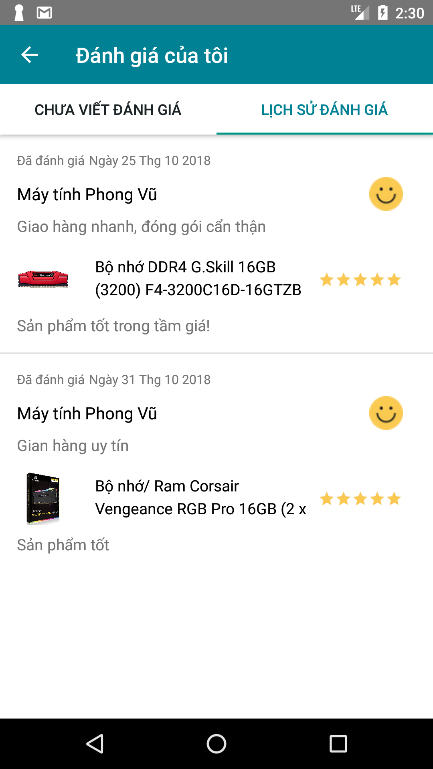 LTE 2:30
Đánh giá của tôi
CHƯA VIẾT ĐÁNH GIÁ LỊCH SỬ ĐÁNH GIÁ
Đã đánh giá Ngày 25 Thg 10 2018
Máy tính Phong Vũ
Giao hàng nhanh, đóng gói cẩn thận
Bộ nhớ DDR4 G.Skill 16GB
(3200) F4-3200C16D-16GTZB
Sản phẩm tốt trong tầm giá!
Đã đánh giá Ngày 31 Thg 10 2018
Máy tính Phong Vũ
Gian hàng uy tín
Bộ nhớ/ Ram Corsair
Vengeance RGB Pro 16GB (2 x
Sản phẩm tốt